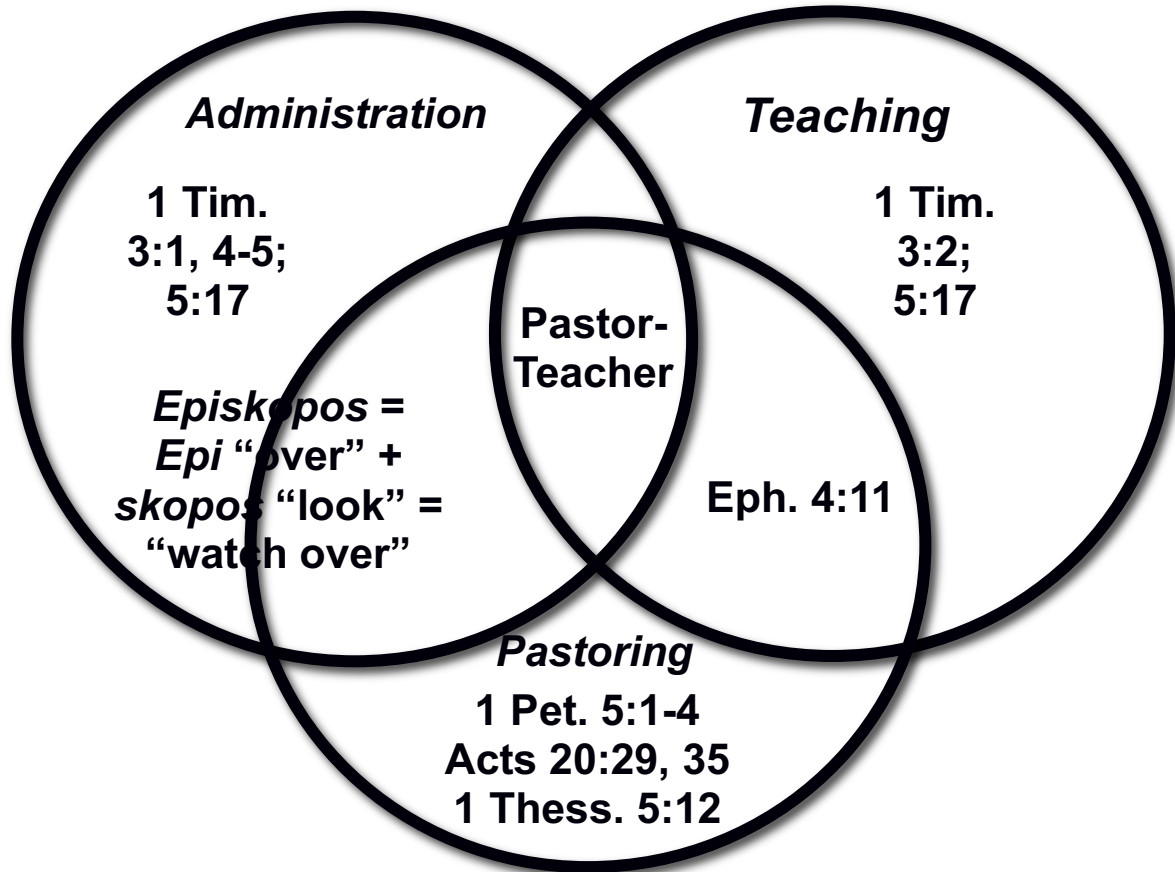 Administration
1 Tim.
3:1, 4-5;
5:17
Episkopos =
Epi “over” +
skopos “look” =
“watch over”
Teaching
1 Tim.
3:2;
5:17
Pastor-
Teacher
Eph. 4:11
Pastoring
1 Pet. 5:1-4
Acts 20:29, 35
1 Thess. 5:12